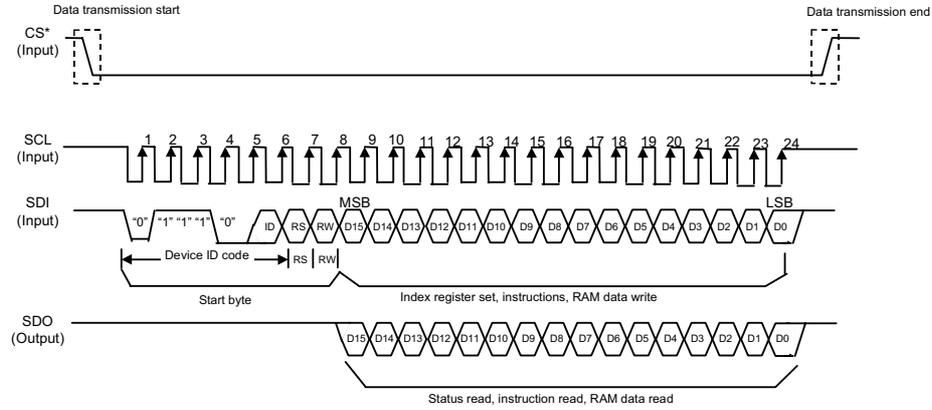 Data transmission start
Data transmission end
CS*
(Input)
SCL
(Input)
1 2 3 4 5 6 7 8 9 10 11 12 13 14 15 16 17 18 19 20 21 22 23 24
SDI
(Input)
MSB
LSB
"0" "1" "1" "1" "0" ID RS RW D15 D14 D13 D12 D11 D10 D9 D8 D7 D6 D5 D4 D3 D2 D1 D0
Device ID code RS RW
Start byte
Index register set, instructions, RAM data write
SDO
(Output)
D15 D14 D13 D12 D11 D10 D9 D8 D7 D6 D5 D4 D3 D2 D1 D0
Status read, instruction read, RAM data read